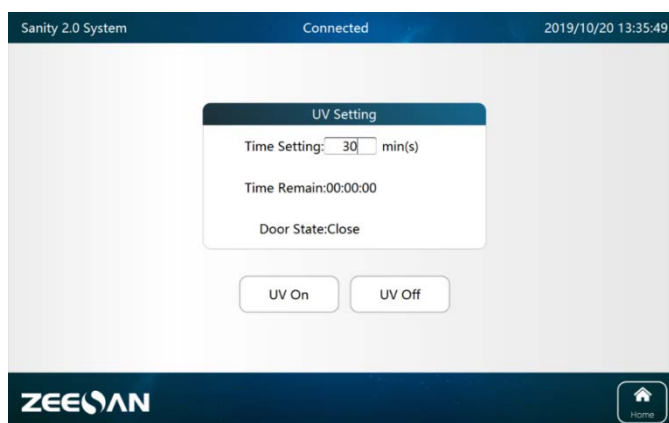 Sanity 2.0 System Connected 2019/10/20 13:35:49
UV Setting
Time Setting: 30 min(s)
Time Remain:00:00:00
Door State:Close
UV On UV Off
ZEESAN
Home